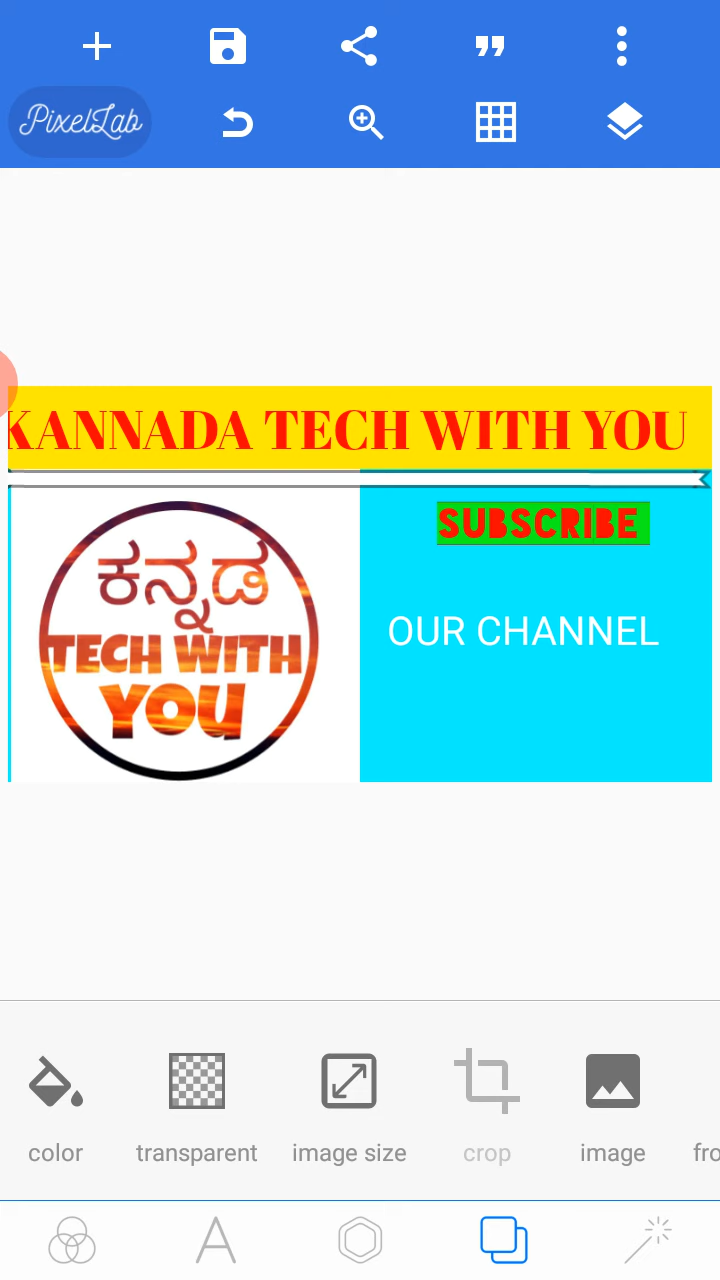 PixelLab
KANNADA TECH WITH YOU
ಕನ್ನಡ
TECH WITH
YOU
SUBSCRIBE
OUR CHANNEL
color transparent image size crop image fro